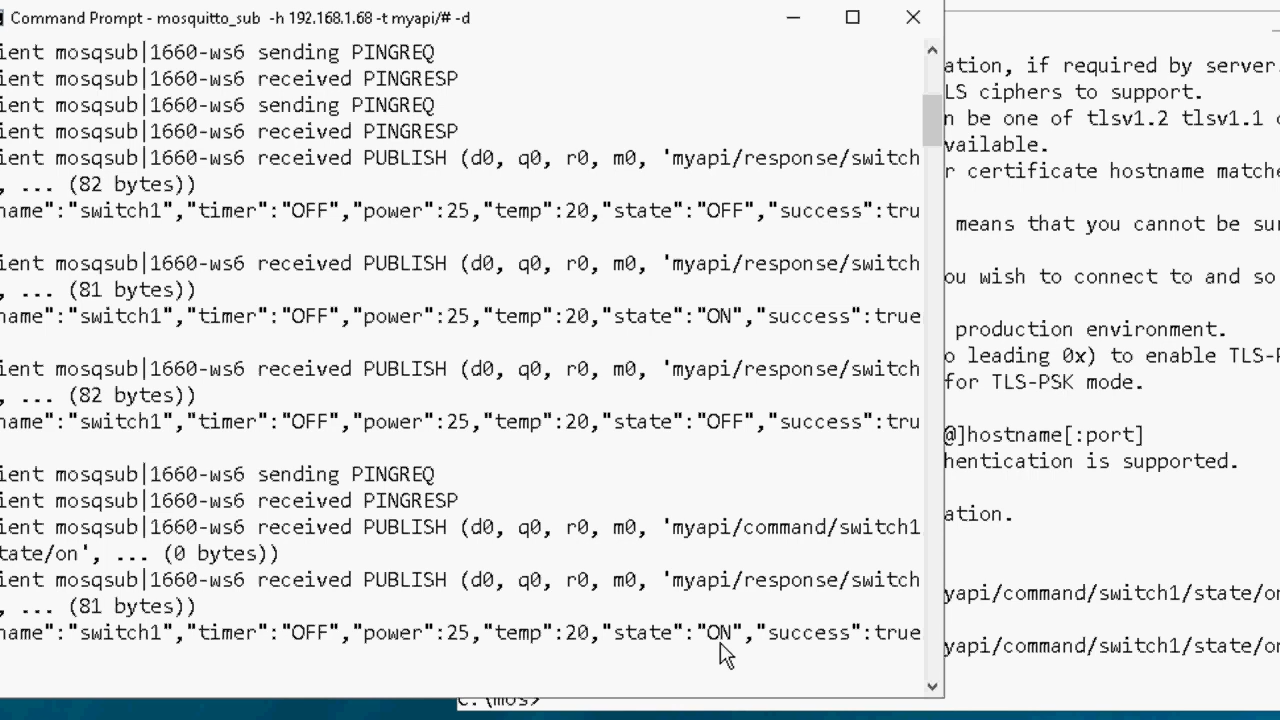 Command Prompt - mosquitto_sub -h 192.168.1.68 -t myapi/# -d
ient mosqsub|1660-ws6 sending PINGREQ
ient mosqsub|1660-ws6 received PINGRESP
ient mosqsub|1660-ws6 sending PINGREQ
ient mosqsub|1660-ws6 received PINGRESP
ient mosqsub|1660-ws6 received PUBLISH (d0, q0, r0, m0, 'myapi/response/switch
, ... (82 bytes))
name":"switch1","timer":"OFF","power":25,"temp":20,"state":"OFF","success":tru
ient mosqsub|1660-ws6 received PUBLISH (d0, q0, r0, m0, 'myapi/response/switch
, ... (81 bytes))
name":"switch1","timer":"OFF","power":25,"temp":20,"state":"ON","success":true
ient mosqsub|1660-ws6 received PUBLISH (d0, q0, r0, m0, 'myapi/response/switch
, ... (82 bytes))
name":"switch1","timer":"OFF","power":25,"temp":20,"state":"OFF","success":tru
ient mosqsub|1660-ws6 sending PINGREQ
ient mosqsub|1660-ws6 received PINGRESP
ient mosqsub|1660-ws6 received PUBLISH (d0, q0, r0, m0, 'myapi/command/switch1
tate/on', ... (0 bytes))
ient mosqsub|1660-ws6 received PUBLISH (d0, q0, r0, m0, 'myapi/response/switch
, ... (81 bytes))
name":"switch1","timer":"OFF","power":25,"temp":20,"state":"ON","success":true
ation, if required by server.
LS ciphers to support.
n be one of tlsv1.2 tlsv1.1 o
vailable.
r certificate hostname matche
means that you cannot be sur
ou wish to connect to and so
production environment.
o leading 0x) to enable TLS-P
for TLS-PSK mode.
@]hostname[:port]
hentication is supported.
ation.
yapi/command/switch1/state/on
yapi/command/switch1/state/on
C:\mos>